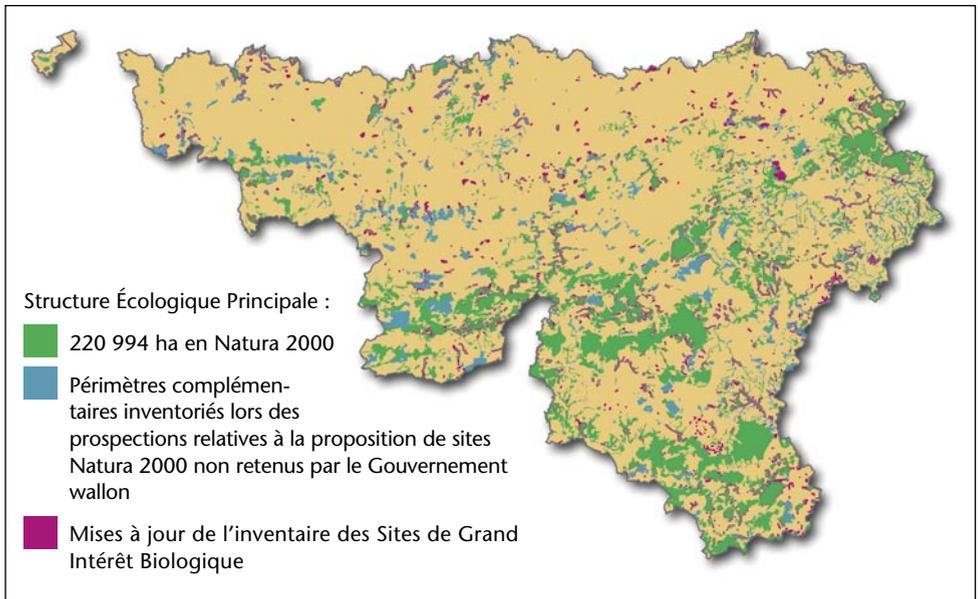 Structure Écologique Principale :
220 994 ha en Natura 2000
Périmètres complémen-
taires inventoriés lors des
prospections relatives à la proposition de sites
Natura 2000 non retenus par le Gouvernement
wallon
Mises à jour de l’inventaire des Sites de Grand
Intérêt Biologique